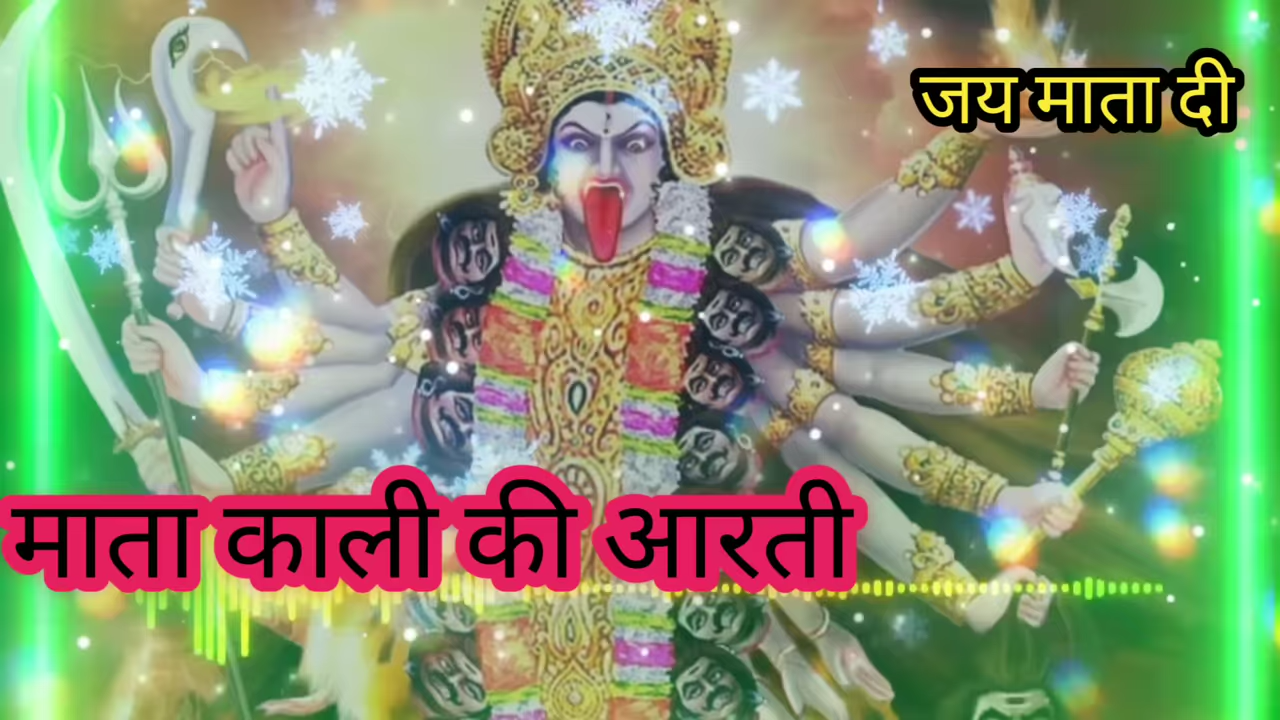 जय माता दी
माता काली की आरती